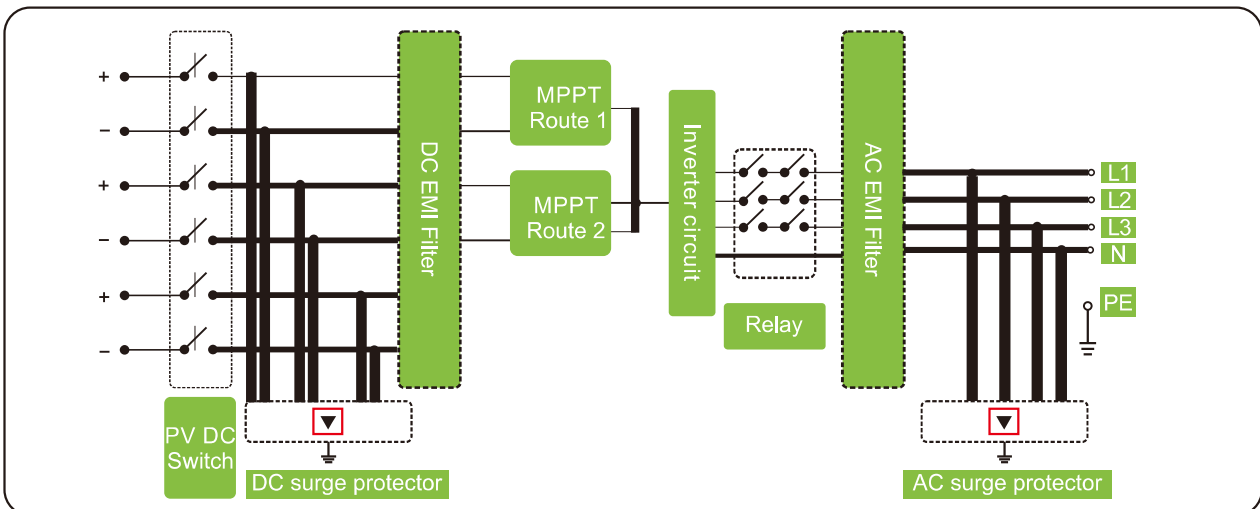 +
–
+
–
+
–
PV DC
Switch
DC surge protector
DC EMI Filter
MPPT
Route 1
MPPT
Route 2
Inverter circuit
Relay
AC EMI Filter
L1
L2
L3
N
PE
AC surge protector